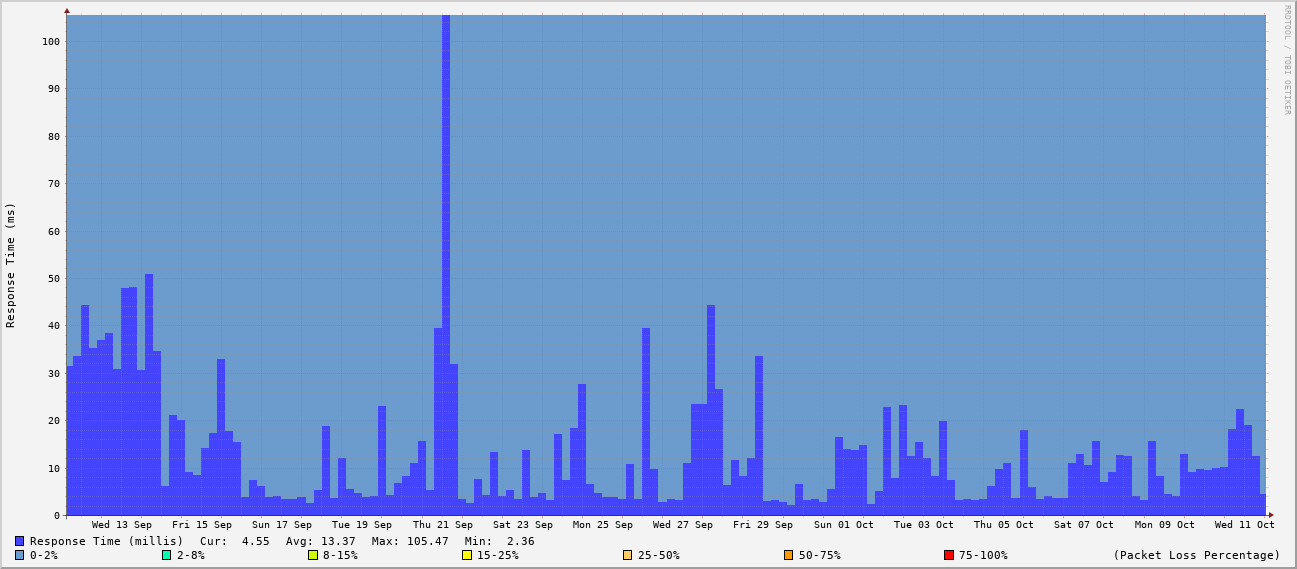 RRDTOOL / TOBI OETIKER
Response Time (ms)
100
90
80
70
60
50
40
30
20
10
0
Wed 13 Sep Fri 15 Sep Sun 17 Sep Tue 19 Sep Thu 21 Sep Sat 23 Sep Mon 25 Sep Wed 27 Sep Fri 29 Sep Sun 01 Oct Tue 03 Oct Thu 05 Oct Sat 07 Oct Mon 09 Oct Wed 11 Oct
Response Time (millis) Cur: 4.55 Avg: 13.37 Max: 105.47 Min: 2.36
0-2% 2-8% 8-15% 15-25% 25-50% 50-75% 75-100% (Packet Loss Percentage)